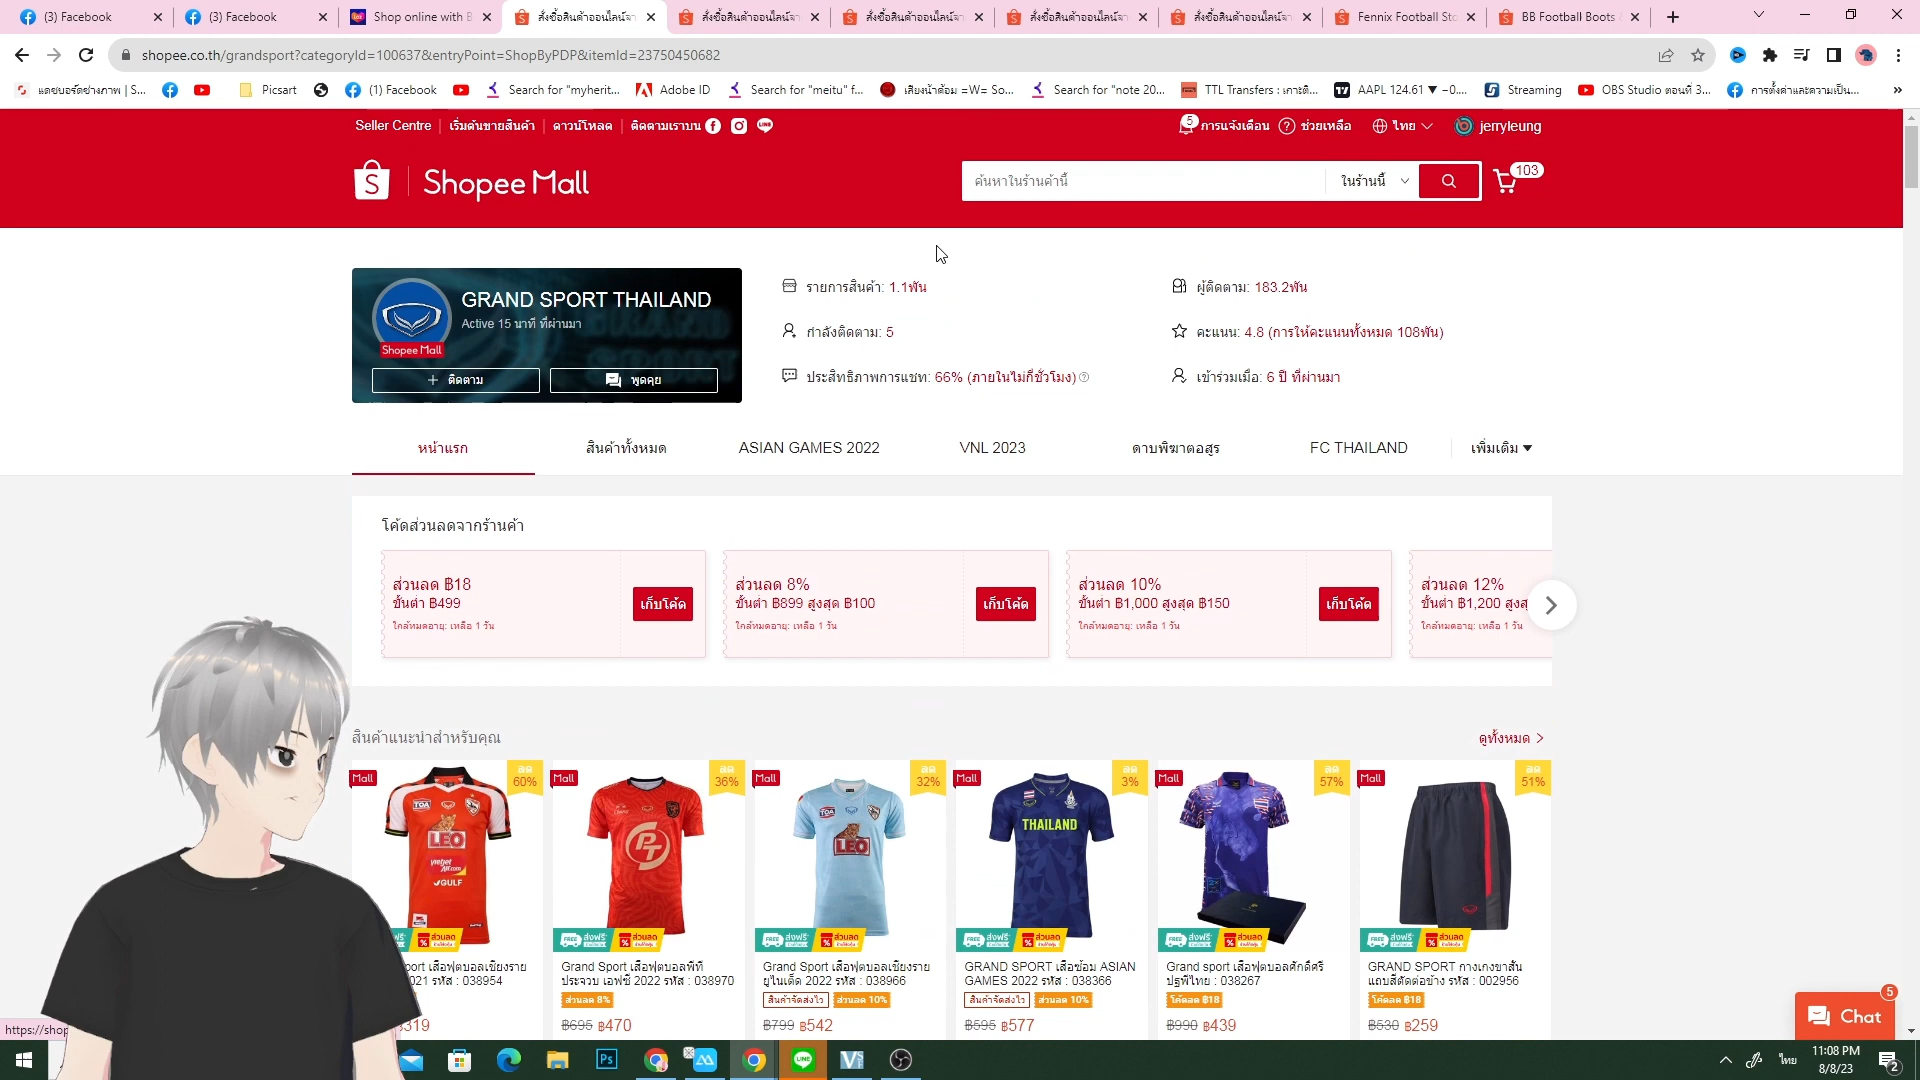 (3) Facebook
(3) Facebook
Shop online with B
สั่งซื้อสินค้าออนไลน์จา
สั่งซื้อสินค้าออนไลน์จา
สั่งซื้อสินค้าออนไลน์จา
สั่งซื้อสินค้าออนไลน์จา
สั่งซื้อสินค้าออนไลน์จา
Fennix Football Sto
BB Football Boots
shopee.co.th/grandsport?categoryId=100637&entryPoint=ShopByPDP&itemId=23750450682
แดชบอร์ดช่างภาพ | S...
Picsart
(1) Facebook
Search for "myherit...
Adobe ID
Search for "meitu" f...
เสียงน้าต๋อม =W= So...
Search for "note 20...
TTL Transfers : เกาะติ...
AAPL 124.61 ▼ −0....
Streaming
OBS Studio ตอนที่ 3...
การตั้งค่าและความเป็น...
»
Seller Centre
เริ่มต้นขายสินค้า
ดาวน์โหลด
ติดตามเราบน
5
การแจ้งเตือน
ช่วยเหลือ
ไทย
jerryleung
Shopee Mall
ค้นหาในร้านค้านี้
ในร้านนี้
103
GRAND SPORT THAILAND
Active 15 นาที ที่ผ่านมา
Shopee Mall
+ ติดตาม
พูดคุย
รายการสินค้า: 1.1พัน
ผู้ติดตาม: 183.2พัน
กำลังติดตาม: 5
คะแนน: 4.8 (การให้คะแนนทั้งหมด 108พัน)
ประสิทธิภาพการแชท: 66% (ภายในไม่กี่ชั่วโมง)
เข้าร่วมเมื่อ: 6 ปี ที่ผ่านมา
หน้าแรก
สินค้าทั้งหมด
ASIAN GAMES 2022
VNL 2023
ดาบพิฆาตอสูร
FC THAILAND
เพิ่มเติม
โค้ดส่วนลดจากร้านค้า
ส่วนลด ฿18
ขั้นต่ำ ฿499
ใกล้หมดอายุ: เหลือ 1 วัน
เก็บโค้ด
ส่วนลด 8%
ขั้นต่ำ ฿899 สูงสุด ฿100
ใกล้หมดอายุ: เหลือ 1 วัน
เก็บโค้ด
ส่วนลด 10%
ขั้นต่ำ ฿1,000 สูงสุด ฿150
ใกล้หมดอายุ: เหลือ 1 วัน
เก็บโค้ด
ส่วนลด 12%
ขั้นต่ำ ฿1,200 สูงส
ใกล้หมดอายุ: เหลือ 1 วัน
สินค้าแนะนำสำหรับคุณ
ดูทั้งหมด
Mall
ลด
60%
TOA
LEO
GULF
ส่งฟรี
ส่วนลด
port เสื้อฟุตบอลเชียงราย
021 รหัส : 038954
฿319
Mall
ลด
36%
PT
FREE
ส่งฟรี
ส่วนลด
Grand Sport เสื้อฟุตบอลพีที
ประจวบ เอฟซี 2022 รหัส : 038970
ส่วนลด 8%
฿695 ฿470
Mall
ลด
32%
TOA
LEO
FREE
ส่งฟรี
ส่วนลด
Grand Sport เสื้อฟุตบอลเชียงราย
ยูไนเต็ด 2022 รหัส : 038966
สินค้าจัดส่งไว
ส่วนลด 10%
฿799 ฿542
Mall
ลด
3%
THAILAND
FREE
ส่งฟรี
ส่วนลด
GRAND SPORT เสื้อซ้อม ASIAN
GAMES 2022 รหัส : 038366
สินค้าจัดส่งไว
ส่วนลด 10%
฿595 ฿577
Mall
ลด
57%
FREE
ส่งฟรี
ส่วนลด
Grand sport เสื้อฟุตบอลศักดิ์ศรี
ปฐพีไทย : 038267
โค้ดลด ฿18
฿990 ฿439
Mall
ลด
51%
FREE
ส่งฟรี
ส่วนลด
GRAND SPORT กางเกงขาสั้น
แถบสีตัดต่อข้าง รหัส : 002956
โค้ดลด ฿18
฿530 ฿259
5
Chat
https://shop
Ps
LINE
ไทย
11:08 PM
8/8/23
2